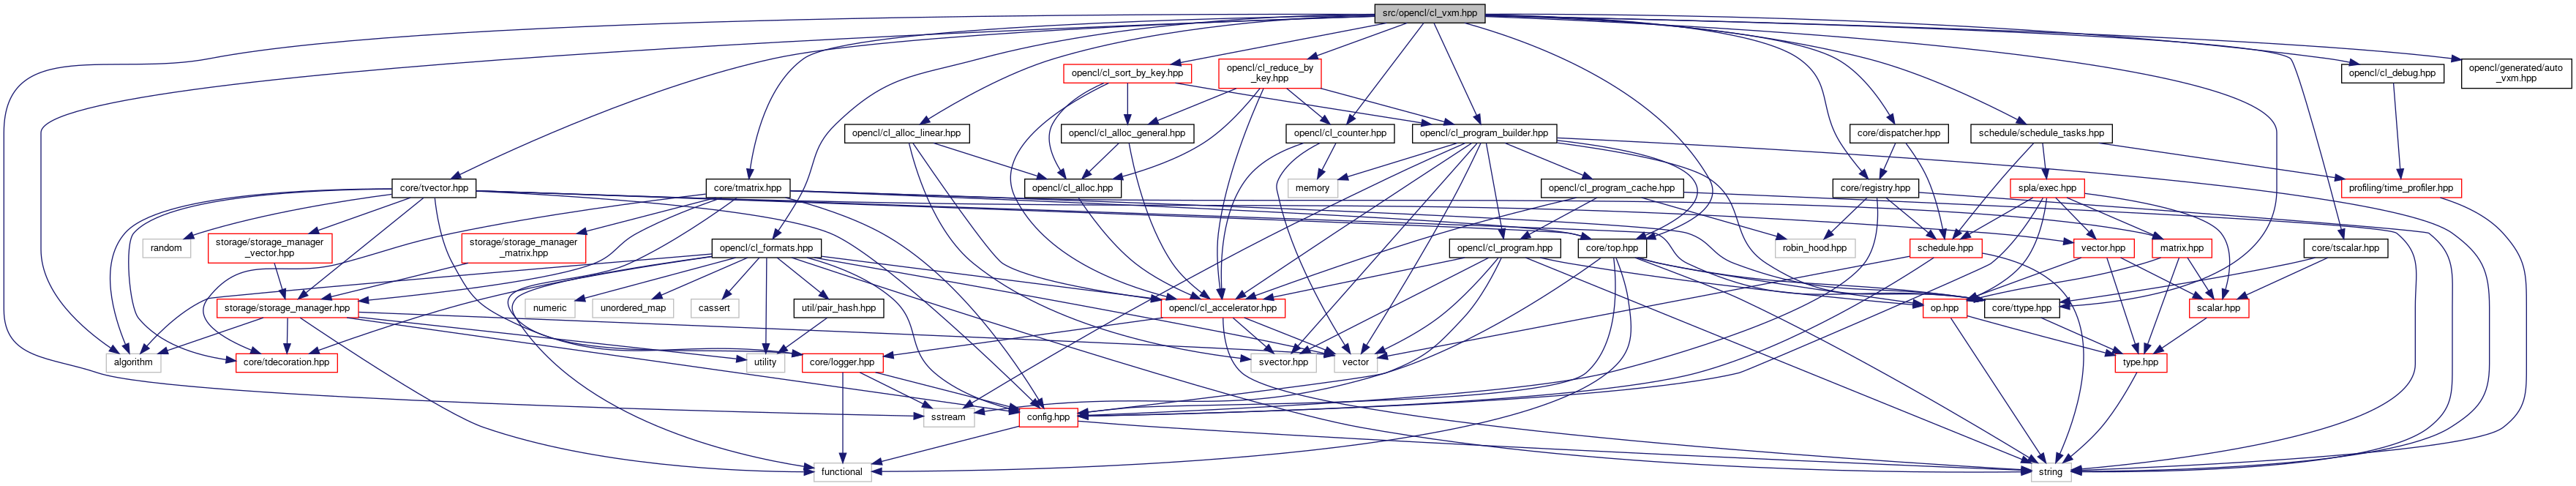 src/opencl/cl_vxm.hpp
opencl/cl_sort_by_key.hpp
opencl/cl_reduce_by
_key.hpp
opencl/cl_debug.hpp
opencl/generated/auto
_vxm.hpp
opencl/cl_alloc_linear.hpp
opencl/cl_alloc_general.hpp
opencl/cl_counter.hpp
opencl/cl_program_builder.hpp
core/dispatcher.hpp
schedule/schedule_tasks.hpp
core/tvector.hpp
core/tmatrix.hpp
opencl/cl_alloc.hpp
memory
opencl/cl_program_cache.hpp
core/registry.hpp
spla/exec.hpp
profiling/time_profiler.hpp
random
storage/storage_manager
_vector.hpp
storage/storage_manager
_matrix.hpp
opencl/cl_formats.hpp
opencl/cl_program.hpp
core/top.hpp
robin_hood.hpp
schedule.hpp
vector.hpp
matrix.hpp
core/tscalar.hpp
storage/storage_manager.hpp
numeric
unordered_map
cassert
util/pair_hash.hpp
opencl/cl_accelerator.hpp
op.hpp
core/ttype.hpp
scalar.hpp
algorithm
core/tdecoration.hpp
utility
core/logger.hpp
svector.hpp
vector
type.hpp
sstream
config.hpp
functional
string